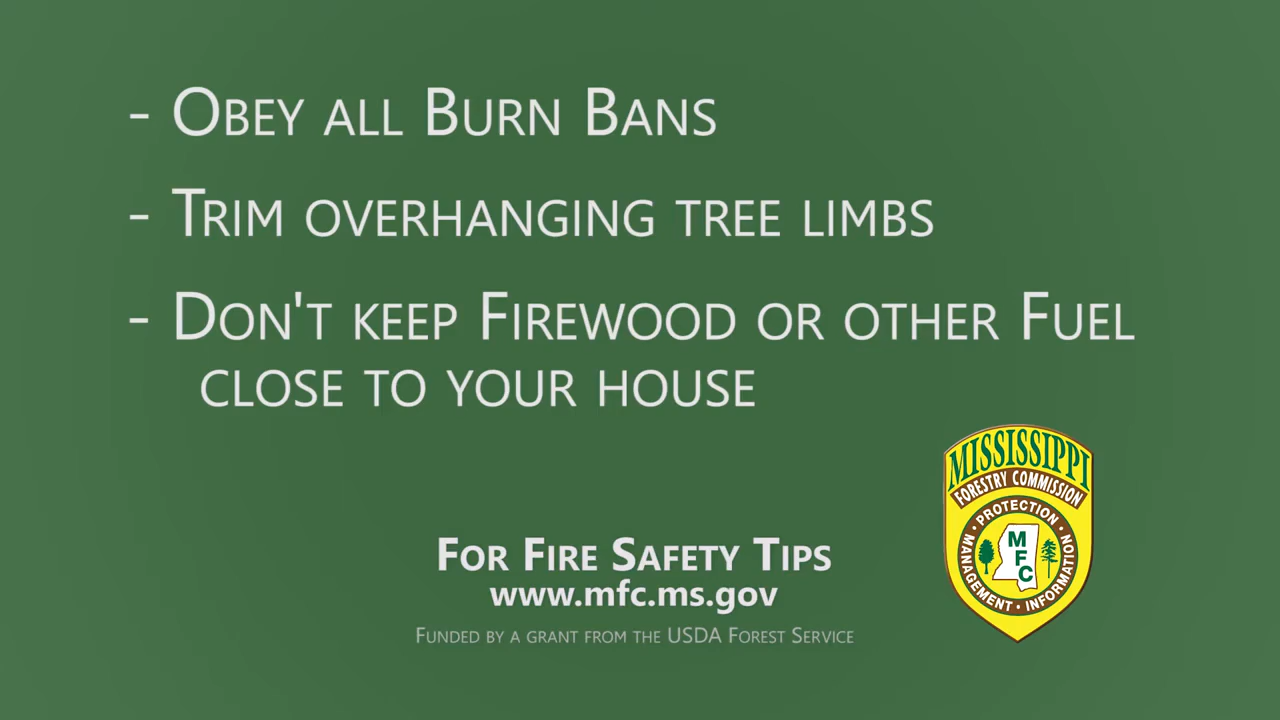 - Obey all Burn Bans
- Trim overhanging tree limbs
- Don't keep Firewood or other Fuel
close to your house
For Fire Safety Tips
www.mfc.ms.gov
Funded by a grant from the USDA Forest Service
MISSISSIPPI
FORESTRY COMMISSION
MANAGEMENT • PROTECTION • INFORMATION •
M
F
C